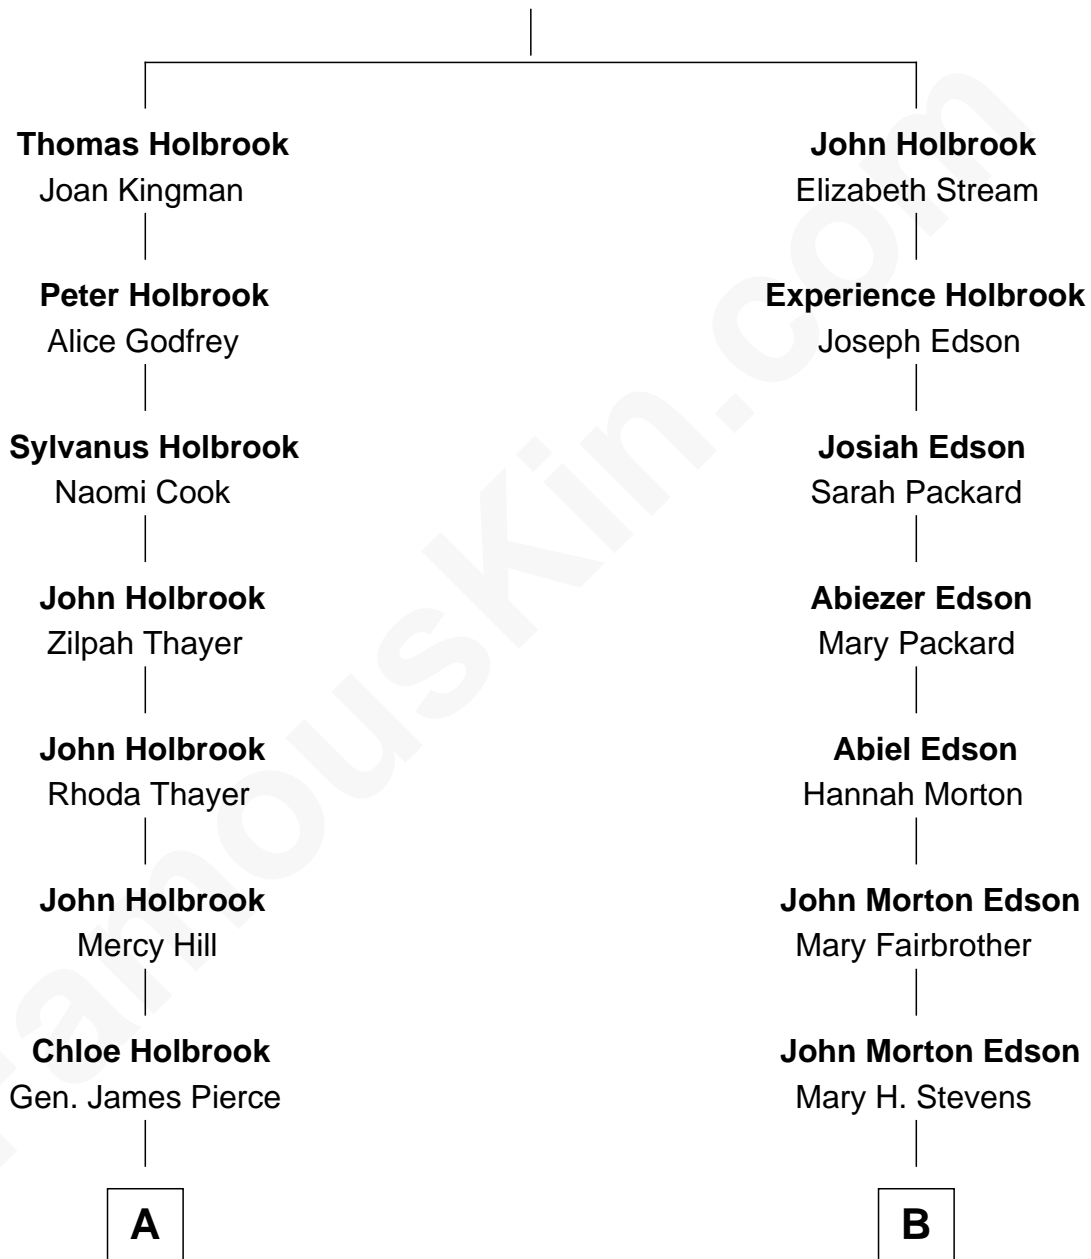 Thomas Holbrook
Joan Kingman
Peter Holbrook
Alice Godfrey
Sylvanus Holbrook
Naomi Cook
John Holbrook
Zilpah Thayer
John Holbrook
Rhoda Thayer
John Holbrook
Mercy Hill
Chloe Holbrook
Gen. James Pierce
A
John Holbrook
Elizabeth Stream
Experience Holbrook
Joseph Edson
Josiah Edson
Sarah Packard
Abiezer Edson
Mary Packard
Abiel Edson
Hannah Morton
John Morton Edson
Mary Fairbrother
John Morton Edson
Mary H. Stevens
B
FamousKin.com